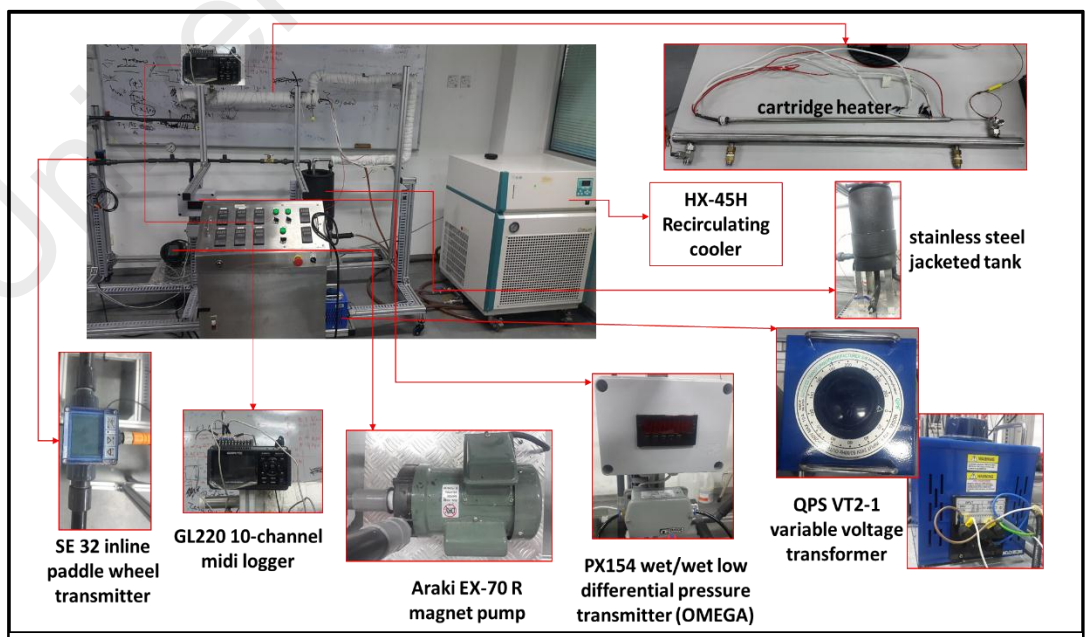 cartridge heater
HX-45H
Recirculating
cooler
stainless steel
jacketed tank
SE 32 inline
paddle wheel
transmitter
GL220 10-channel
midi logger
Araki EX-70 R
magnet pump
PX154 wet/wet low
differential pressure
transmitter (OMEGA)
QPS VT2-1
variable voltage
transformer